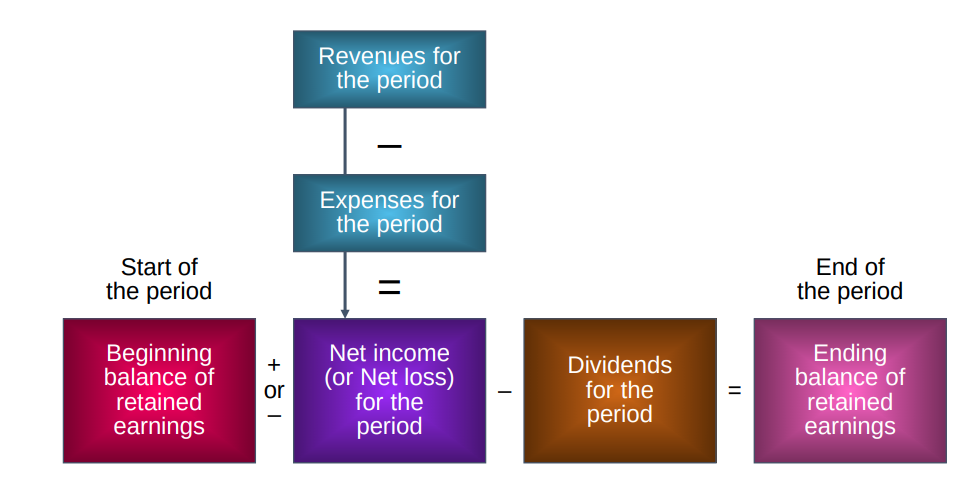 Revenues for
the period
–
Expenses for
the period
=
Start of
the period
End of
the period
Beginning
balance of
retained
earnings
+
or
–
Net income
(or Net loss)
for the
period
–
Dividends
for the
period
=
Ending
balance of
retained
earnings